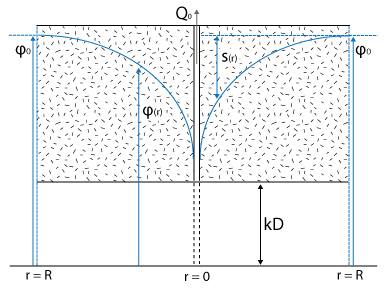 Q₀
φ₀
s(r)
φ₀
φ(r)
kD
r = R
r = 0
r = R